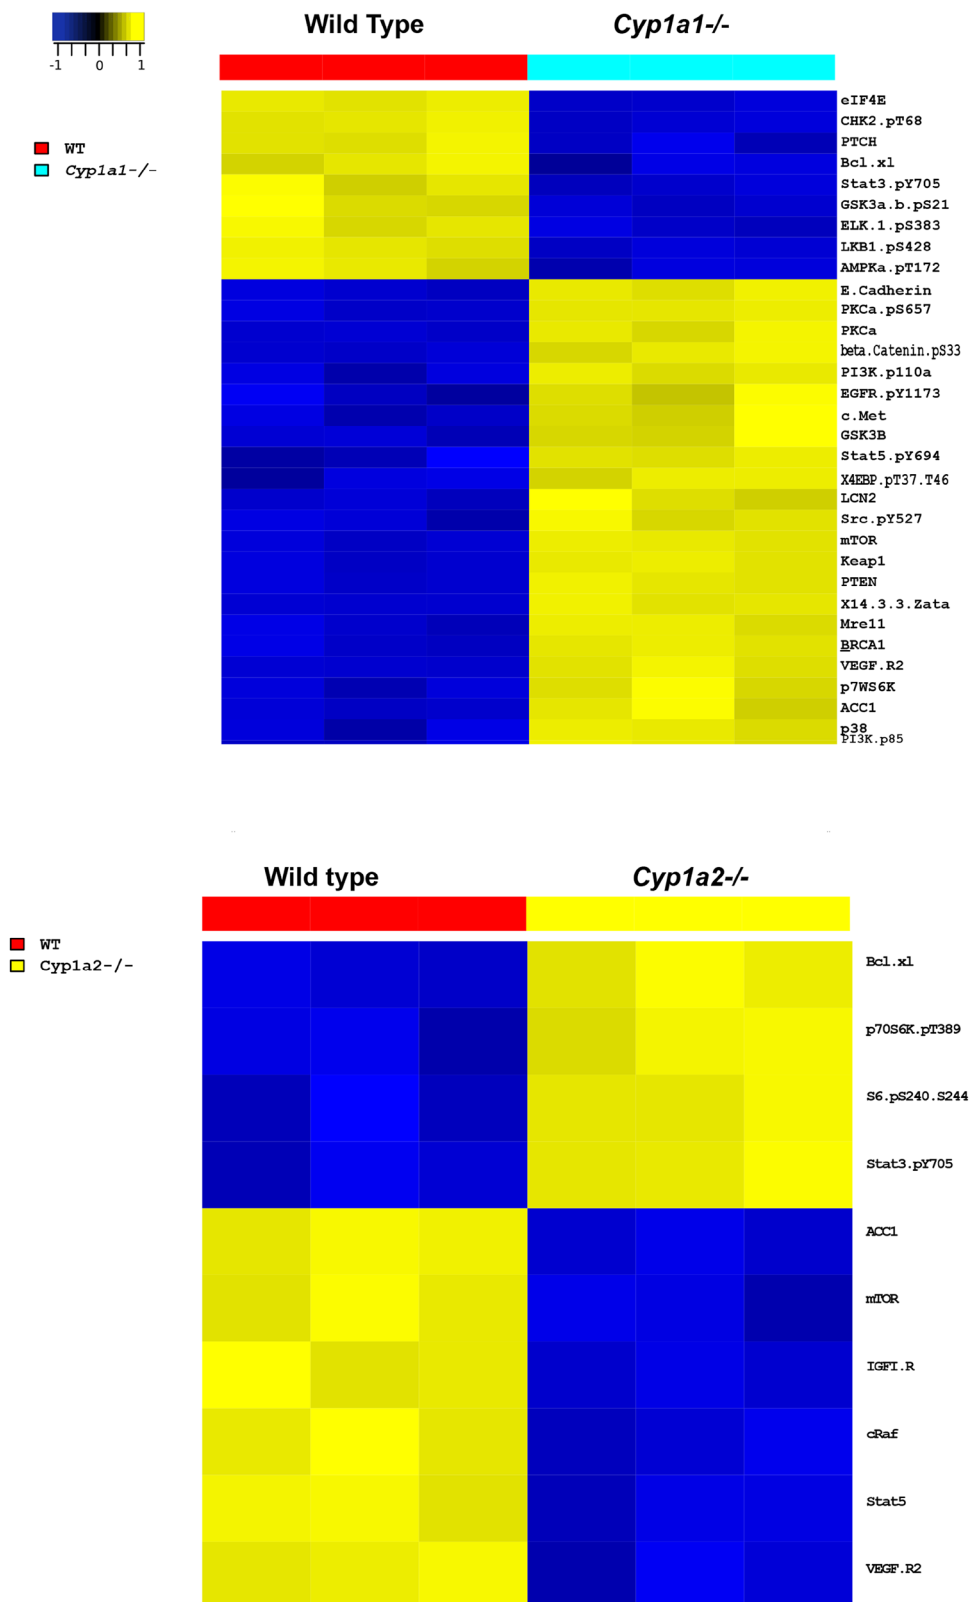 Wild Type Cyp1a1-/-
-1 0 1
WT
Cyp1a1-/-
eIF4E
CHK2.pT68
PTCH
Bcl.xl
Stat3.pY705
GSK3a.b.pS21
ELK.1.pS383
LKB1.pS428
AMPKa.pT172
E.Cadherin
PKCa.pS657
PKCa
beta.Catenin.pS33
PI3K.p110a
EGFR.pY1173
c.Met
GSK3B
Stat5.pY694
X4EBP.pT37.T46
LCN2
Src.pY527
mTOR
Keap1
PTEN
X14.3.3.Zata
Mre11
BRCA1
VEGF.R2
p7WS6K
ACC1
p38
PI3K.p85
Wild type Cyp1a2-/-
WT
Cyp1a2-/-
Bcl.xl
p70S6K.pT389
S6.pS240.S244
Stat3.pY705
ACC1
mTOR
IGFI.R
cRaf
Stat5
VEGF.R2